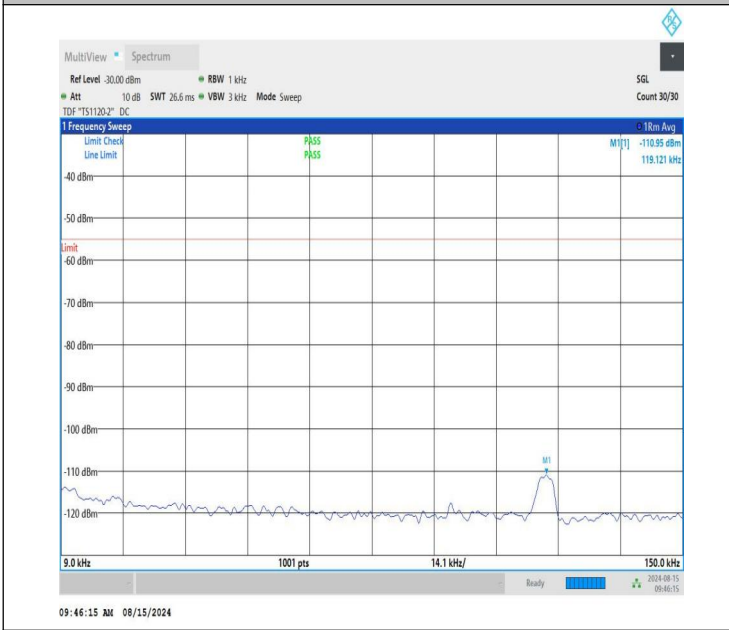 MultiView Spectrum
Ref Level -30.00 dBm RBW 1 kHz SGL
Att 10 dB SWT 26.6 ms VBW 3 kHz Mode Sweep Count 30/30
TDF "TS1120-2" DC
1 Frequency Sweep 1Rm Avg
Limit Check PASS M1[1] -110.95 dBm
Line Limit PASS 119.121 kHz
-40 dBm
-50 dBm
Limit
-60 dBm
-70 dBm
-80 dBm
-90 dBm
-100 dBm
M1
-110 dBm
-120 dBm
9.0 kHz 1001 pts 14.1 kHz/ 150.0 kHz
Ready 2024-08-15
09:46:15
09:46:15 AM 08/15/2024